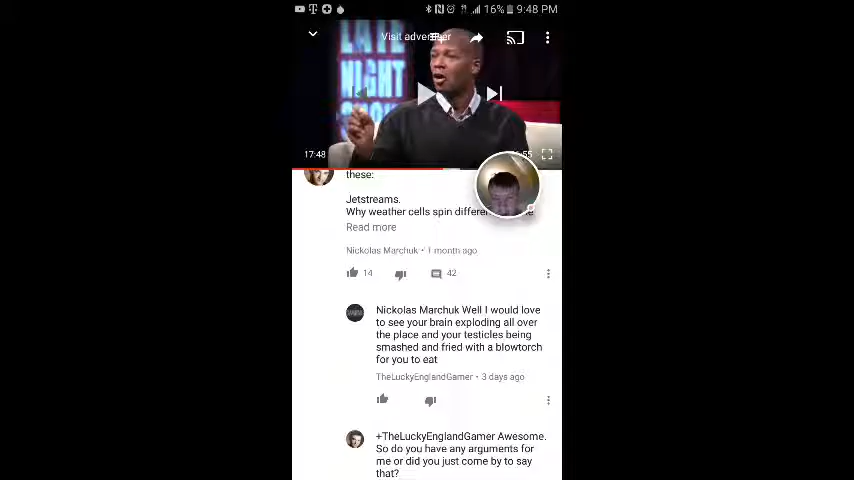 16% 9:48 PM
Visit advertiser
LATE
NIGHT
17:48
these:
Jetstreams.
Why weather cells spin
Read more
Nickolas Marchuk • 1 month ago
14 42
Nickolas Marchuk Well I would love
to see your brain exploding all over
the place and your testicles being
smashed and fried with a blowtorch
for you to eat
TheLuckyEnglandGamer • 3 days ago
+TheLuckyEnglandGamer Awesome.
So do you have any arguments for
me or did you just come by to say
that?